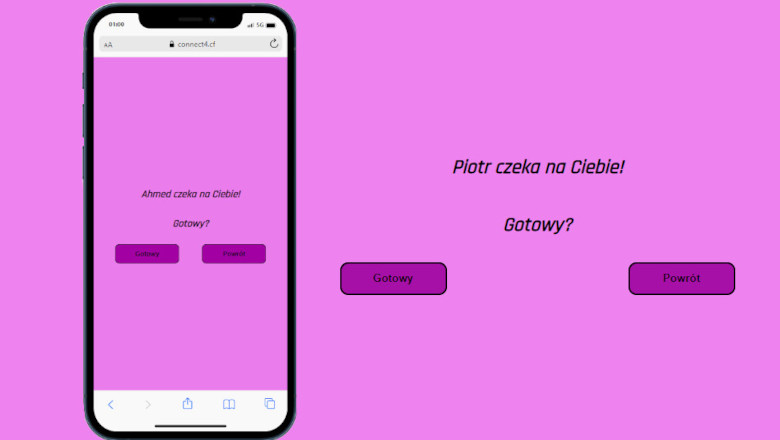 01:00
5G
AA
connect4.cf
Ahmed czeka na Ciebie!
Gotowy?
Gotowy
Powrót
Piotr czeka na Ciebie!
Gotowy?
Gotowy
Powrót